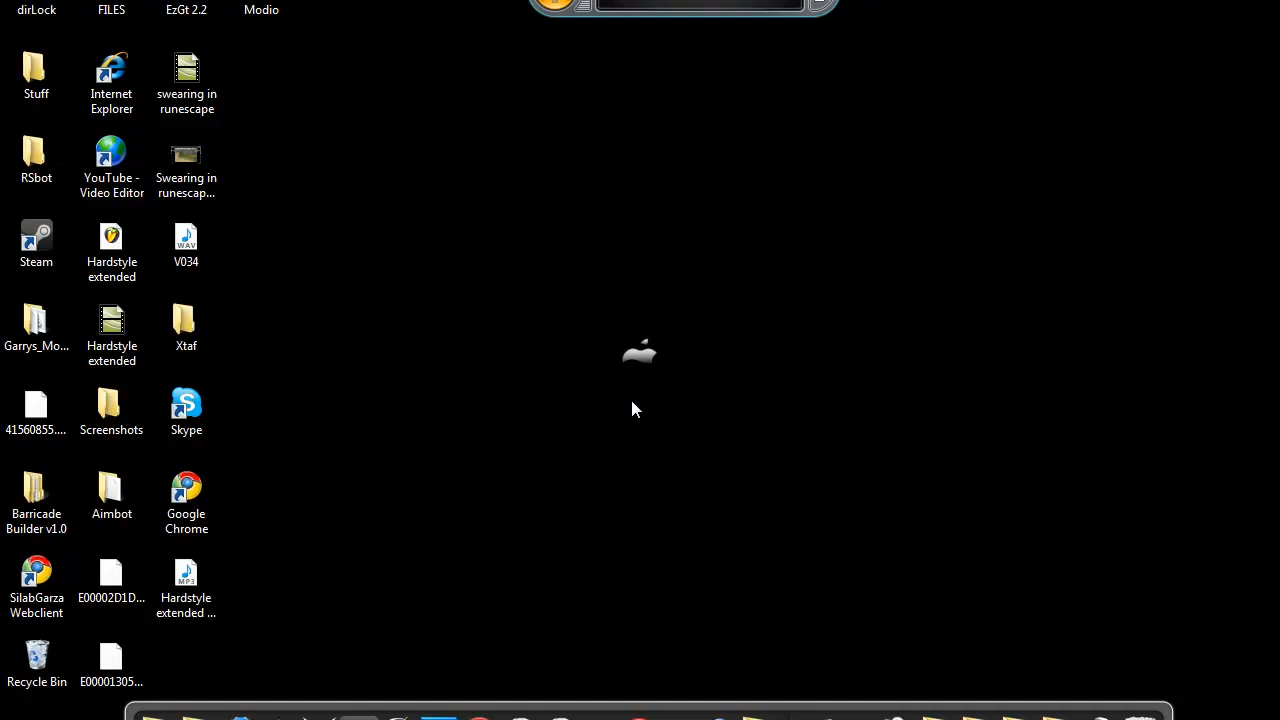 dirLock
FILES
EzGt 2.2
Modio
Stuff
Internet
Explorer
swearing in
runescape
RSbot
YouTube -
Video Editor
Swearing in
runescap...
Steam
Hardstyle
extended
WAV
V034
Garrys_Mo...
Hardstyle
extended
Xtaf
41560855....
Screenshots
Skype
Barricade
Builder v1.0
Aimbot
Google
Chrome
SilabGarza
Webclient
E00002D1D...
MP3
Hardstyle
extended ...
Recycle Bin
E00001305...